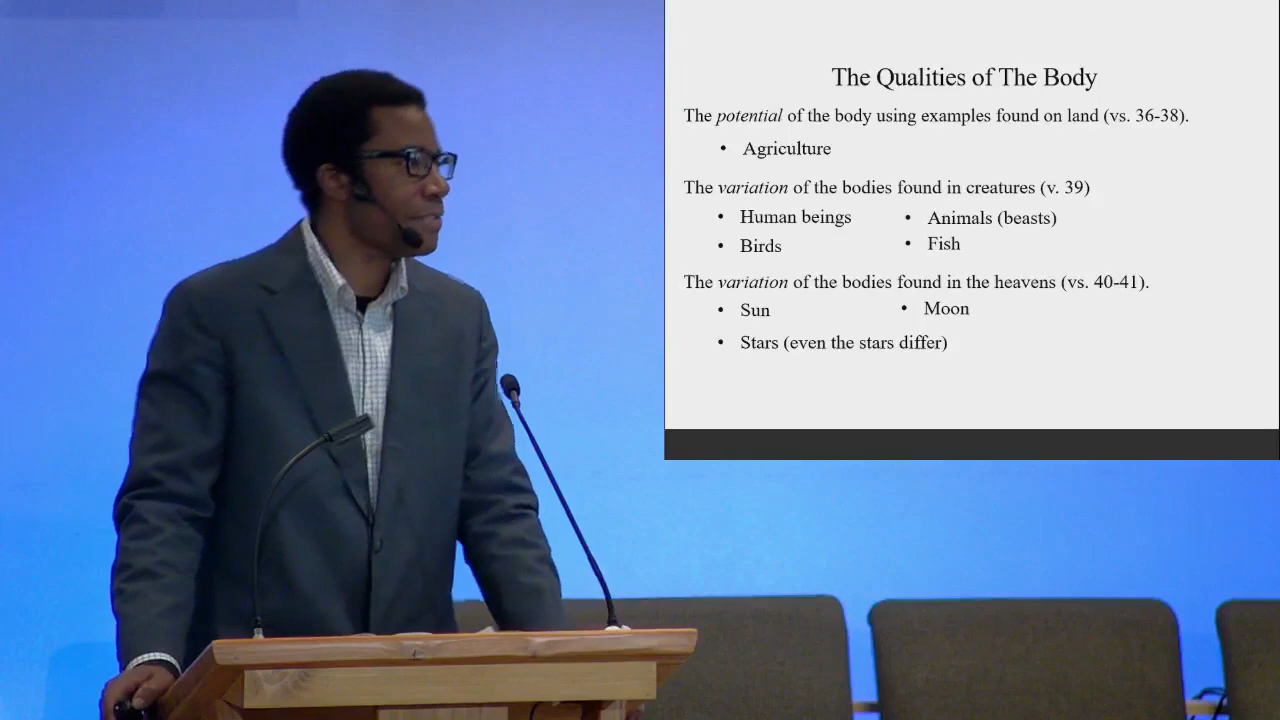 The Qualities of The Body
The potential of the body using examples found on land (vs. 36-38).
• Agriculture
The variation of the bodies found in creatures (v. 39)
• Human beings • Animals (beasts)
• Birds • Fish
The variation of the bodies found in the heavens (vs. 40-41).
• Sun • Moon
• Stars (even the stars differ)